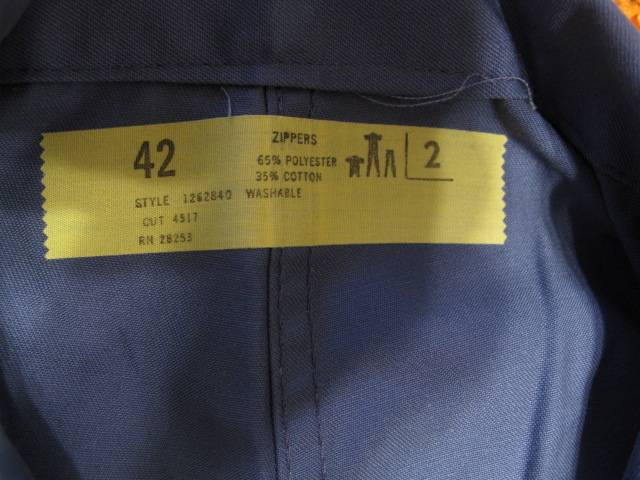 42
ZIPPERS
65% POLYESTER
35% COTTON
2
STYLE 1262840 WASHABLE
CUT 4517
RN 28253